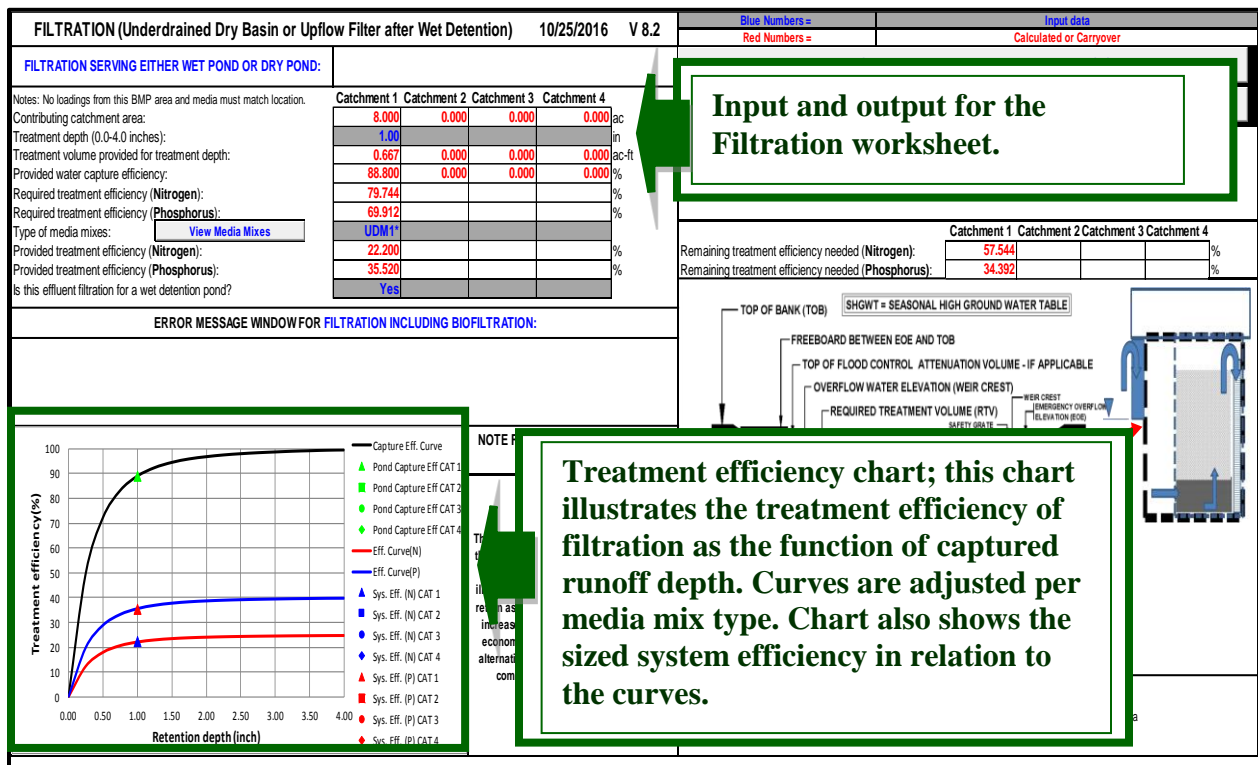 FILTRATION (Underdrained Dry Basin or Upflow Filter after Wet Detention) 10/25/2016 V 8.2
Blue Numbers = Input data
Red Numbers = Calculated or Carryover
FILTRATION SERVING EITHER WET POND OR DRY POND:
Notes: No loadings from this BMP area and media must match location. Catchment 1 Catchment 2 Catchment 3 Catchment 4
Contributing catchment area: 8.000 0.000 0.000 0.000 ac
Treatment depth (0.0-4.0 inches): 1.00 in
Treatment volume provided for treatment depth: 0.667 0.000 0.000 0.000 ac-ft
Provided water capture efficiency: 88.800 0.000 0.000 0.000 %
Required treatment efficiency (Nitrogen): 79.744 %
Required treatment efficiency (Phosphorus): 69.912 %
Type of media mixes: View Media Mixes UDM1*
Provided treatment efficiency (Nitrogen): 22.200 %
Provided treatment efficiency (Phosphorus): 35.520 %
Is this effluent filtration for a wet detention pond? Yes
Input and output for the
Filtration worksheet.
Catchment 1 Catchment 2 Catchment 3 Catchment 4
Remaining treatment efficiency needed (Nitrogen): 57.544 %
Remaining treatment efficiency needed (Phosphorus): 34.392 %
ERROR MESSAGE WINDOW FOR FILTRATION INCLUDING BIOFILTRATION:
TOP OF BANK (TOB)
SHGWT = SEASONAL HIGH GROUND WATER TABLE
FREEBOARD BETWEEN EOE AND TOB
TOP OF FLOOD CONTROL ATTENUATION VOLUME - IF APPLICABLE
OVERFLOW WATER ELEVATION (WEIR CREST)
WEIR CREST
EMERGENCY OVERFLOW
ELEVATION (EOE)
REQUIRED TREATMENT VOLUME (RTV)
SAFETY GRATE
Treatment efficiency(%)
100
90
80
70
60
50
40
30
20
10
0
0.00 0.50 1.00 1.50 2.00 2.50 3.00 3.50 4.00
Retention depth (inch)
Capture Eff. Curve
Pond Capture Eff CAT 1
Pond Capture Eff CAT 2
Pond Capture Eff CAT 3
Pond Capture Eff CAT 4
Eff. Curve(N)
Eff. Curve(P)
Sys. Eff. (N) CAT 1
Sys. Eff. (N) CAT 2
Sys. Eff. (N) CAT 3
Sys. Eff. (N) CAT 4
Sys. Eff. (P) CAT 1
Sys. Eff. (P) CAT 2
Sys. Eff. (P) CAT 3
Sys. Eff. (P) CAT 4
NOTE
Treatment efficiency chart; this chart
illustrates the treatment efficiency of
filtration as the function of captured
runoff depth. Curves are adjusted per
media mix type. Chart also shows the
sized system efficiency in relation to
the curves.